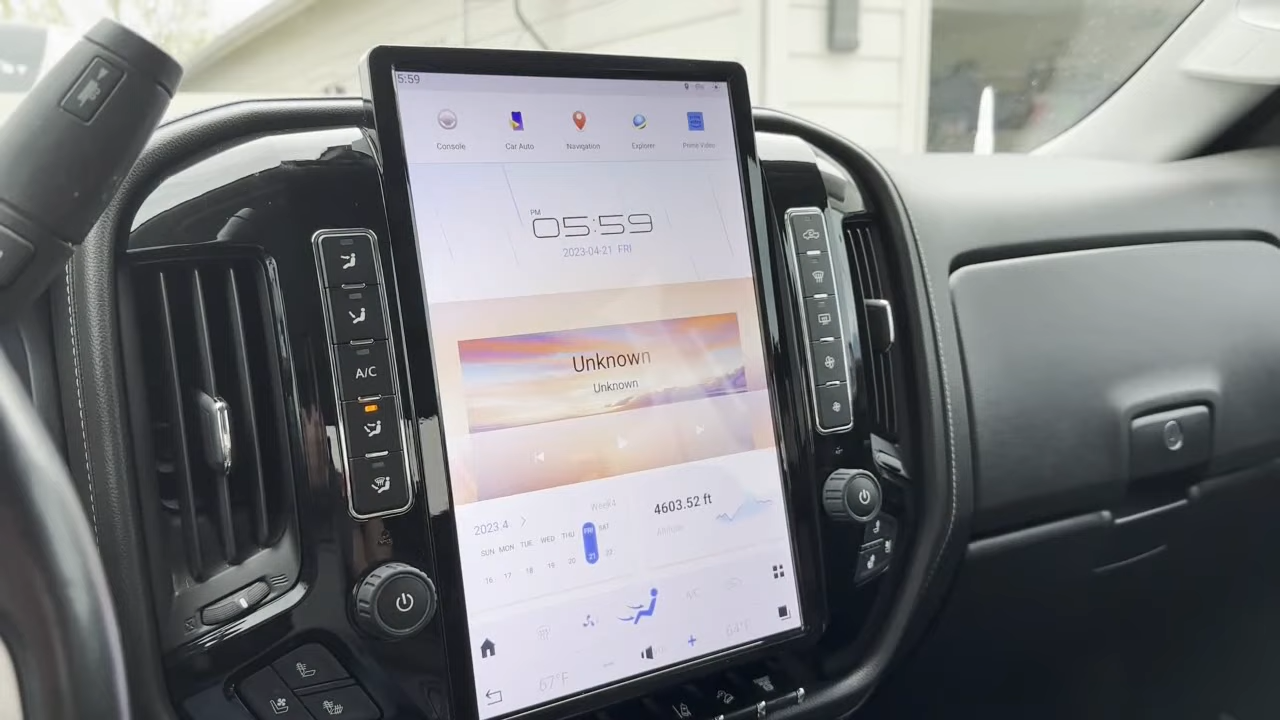 5:59
Console Car Auto Navigation Explorer Prime Video
PM
05:59
2023-04-21 FRI
Unknown
Unknown
A/C
2023.4
Week4
SUN MON TUE WED THU FRI SAT
16 17 18 19 20 21 22
4603.52 ft
Altitude
A/C
67°F
64°F